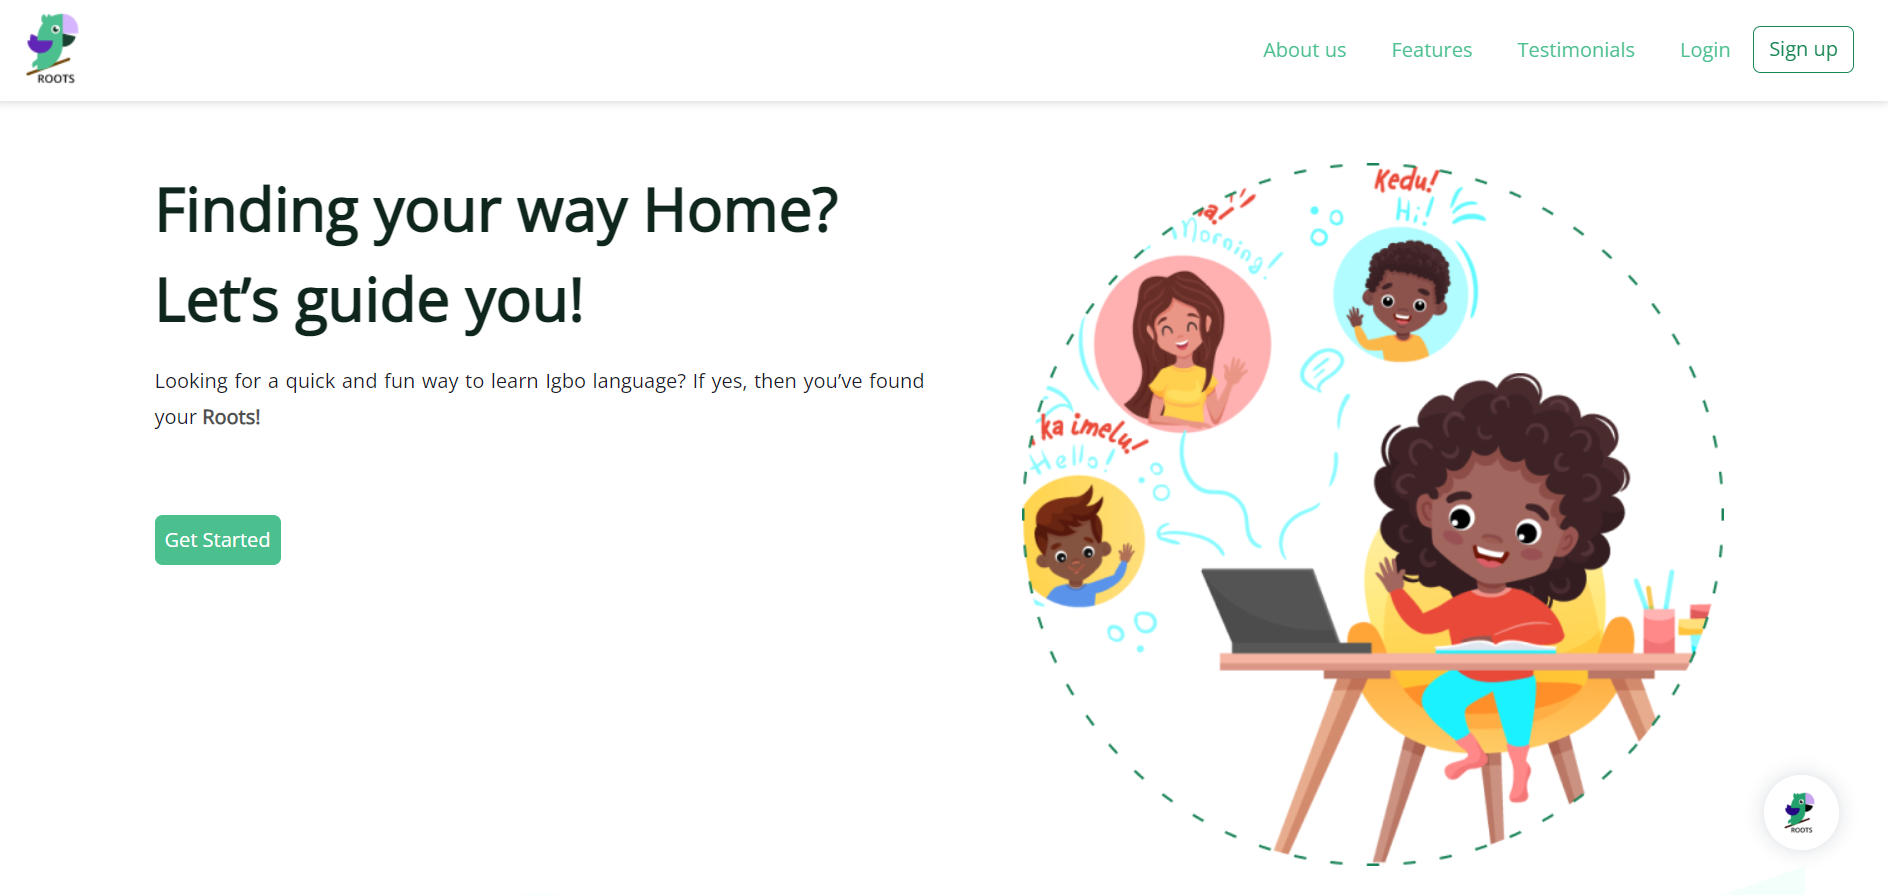 ROOTS
About us
Features
Testimonials
Login
Sign up
Finding your way Home?
Let’s guide you!
Looking for a quick and fun way to learn Igbo language? If yes, then you’ve found
your Roots!
Get Started
Kedu!
Hi!
Morning!
ka imelu!
Hello!
ROOTS